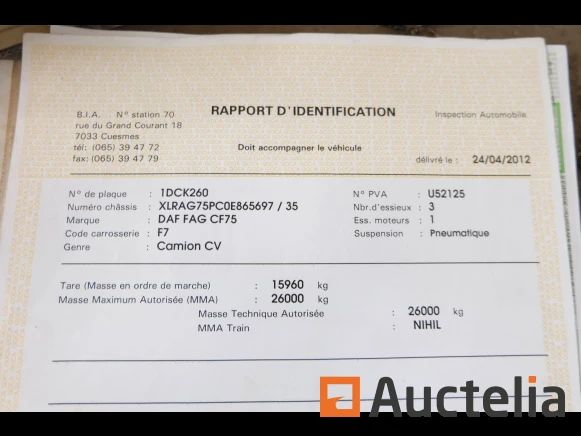 B.I.A. N° station 70
rue du Grand Courant 18
7033 Cuesmes
tél: (065) 39 47 72
fax: (065) 39 47 79
RAPPORT D'IDENTIFICATION
Doit accompagner le véhicule
Inspection Automobile
délivré le : 24/04/2012
N° de plaque : 1DCK260
Numéro châssis : XLRAG75PC0E865697 / 35
Marque : DAF FAG CF75
Code carrosserie : F7
Genre : Camion CV
N° PVA : U52125
Nbr.d'essieux : 3
Ess. moteurs : 1
Suspension : Pneumatique
Tare (Masse en ordre de marche) : 15960 kg
Masse Maximum Autorisée (MMA) : 26000 kg
Masse Technique Autorisée : 26000 kg
MMA Train : NIHIL
Auctelia